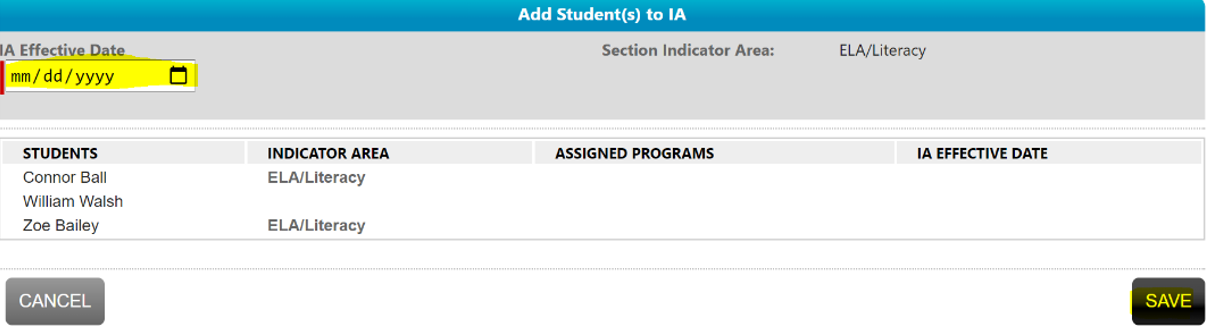 Add Student(s) to IA
IA Effective Date
Section Indicator Area: ELA/Literacy
mm/dd/yyyy
STUDENTS INDICATOR AREA ASSIGNED PROGRAMS IA EFFECTIVE DATE
Connor Ball ELA/Literacy
William Walsh
Zoe Bailey ELA/Literacy
CANCEL SAVE